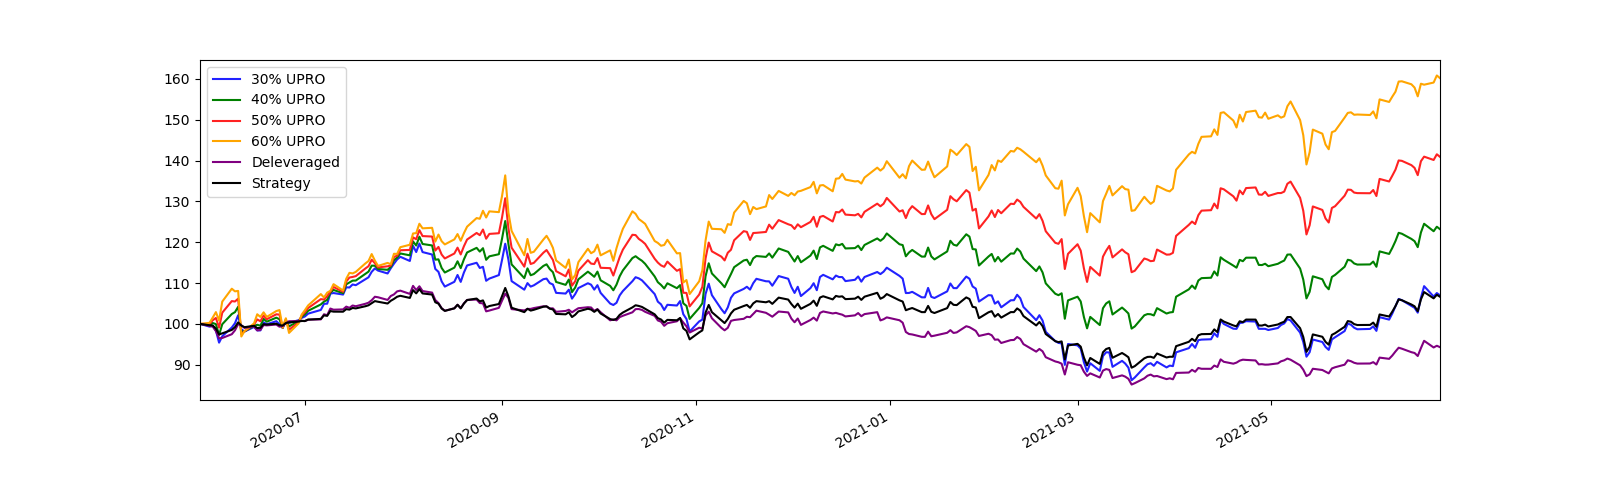 160
150
140
130
120
110
100
90
30% UPRO
40% UPRO
50% UPRO
60% UPRO
Deleveraged
Strategy
2020-07
2020-09
2020-11
2021-01
2021-03
2021-05